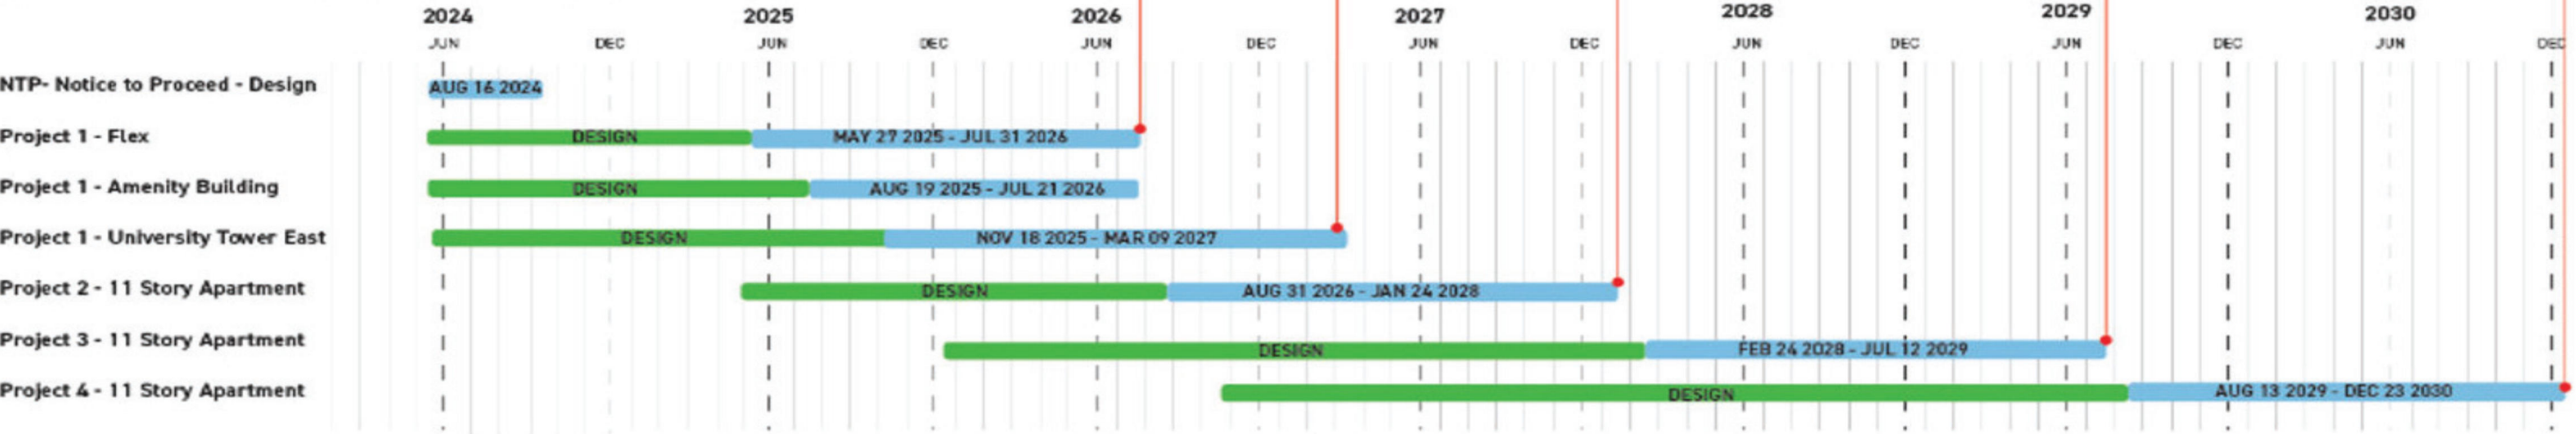 2024 2025 2026 2027 2028 2029 2030
JUN DEC JUN DEC JUN DEC JUN DEC JUN DEC JUN DEC JUN DEC
NTP- Notice to Proceed - Design AUG 16 2024
Project 1 - Flex DESIGN MAY 27 2025 - JUL 31 2026
Project 1 - Amenity Building DESIGN AUG 19 2025 - JUL 21 2026
Project 1 - University Tower East DESIGN NOV 18 2025 - MAR 09 2027
Project 2 - 11 Story Apartment DESIGN AUG 31 2026 - JAN 24 2028
Project 3 - 11 Story Apartment DESIGN FEB 24 2028 - JUL 12 2029
Project 4 - 11 Story Apartment DESIGN AUG 13 2029 - DEC 23 2030